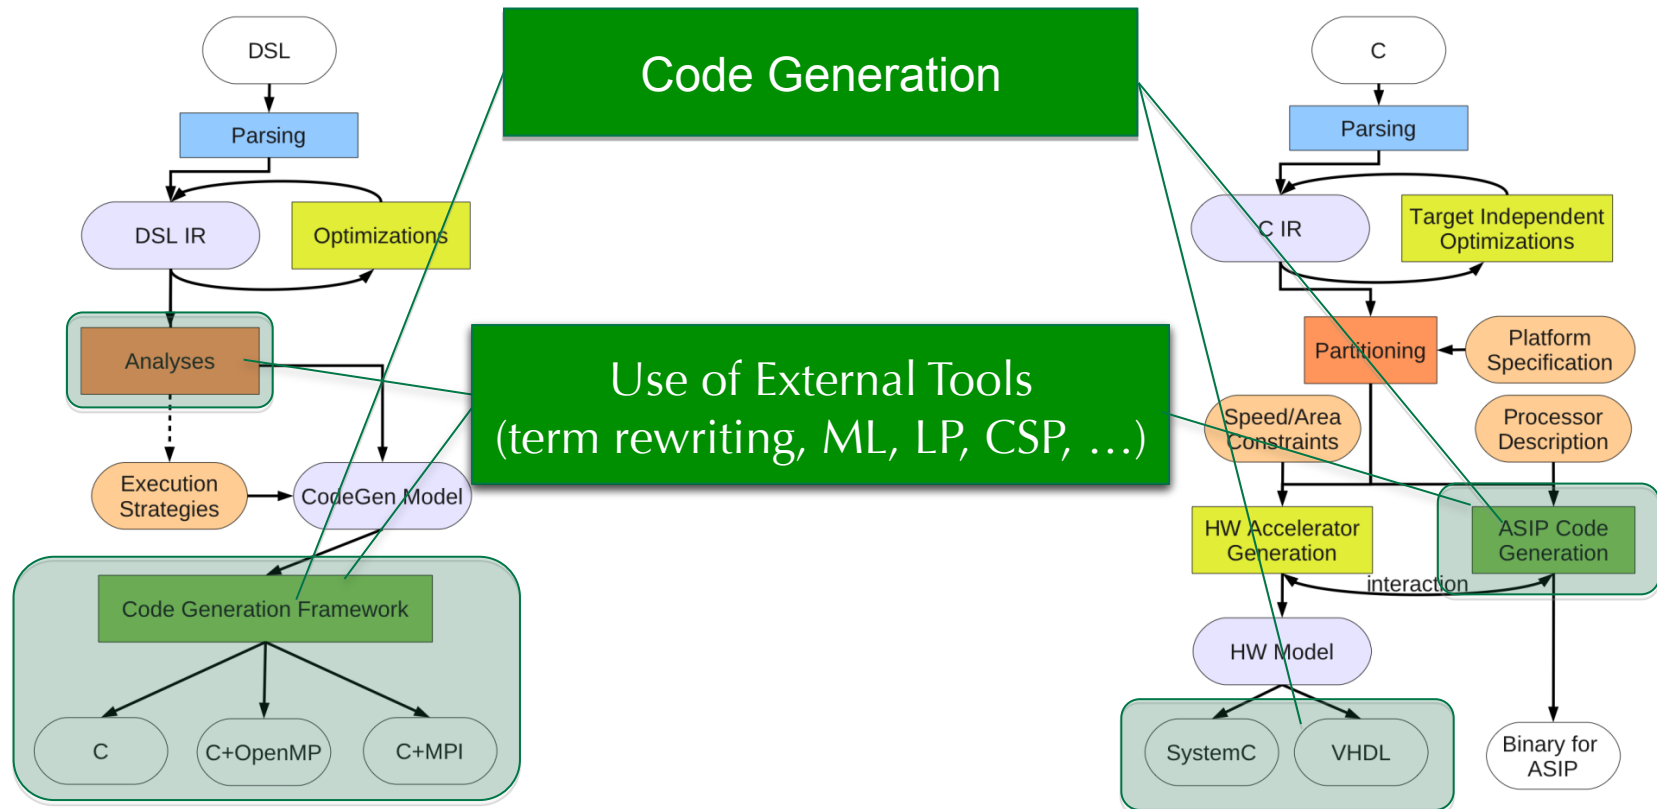 DSL
Code Generation
C
Parsing
Parsing
DSL IR
Optimizations
C IR
Target Independent
Optimizations
Analyses
Use of External Tools
(term rewriting, ML, LP, CSP, …)
Partitioning
Platform
Specification
Speed/Area
Constraints
Processor
Description
Execution
Strategies
CodeGen Model
HW Accelerator
Generation
ASIP Code
Generation
interaction
Code Generation Framework
HW Model
C
C+OpenMP
C+MPI
SystemC
VHDL
Binary for
ASIP